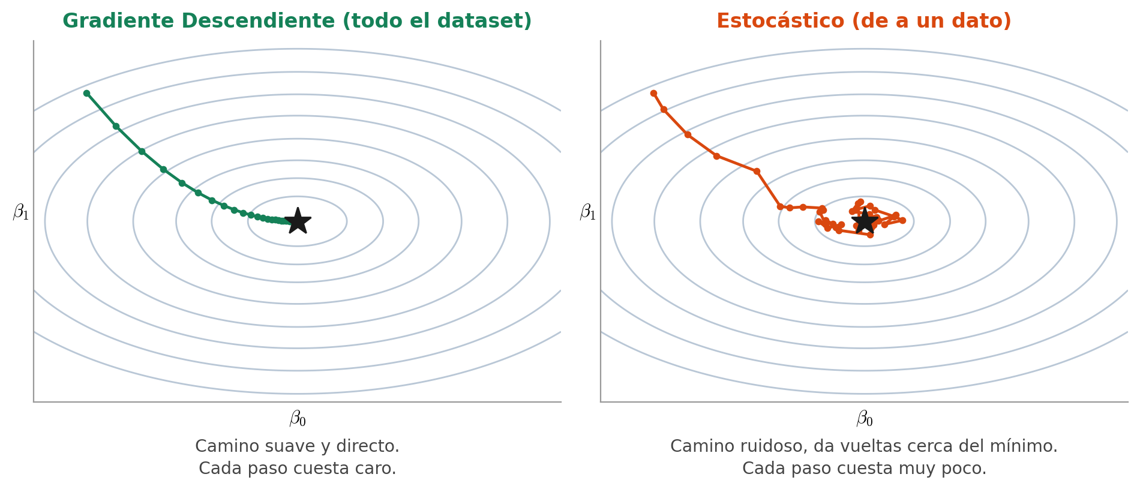 Gradiente Descendiente (todo el dataset)
β1
β0
Camino suave y directo.
Cada paso cuesta caro.
Estocástico (de a un dato)
β1
β0
Camino ruidoso, da vueltas cerca del mínimo.
Cada paso cuesta muy poco.